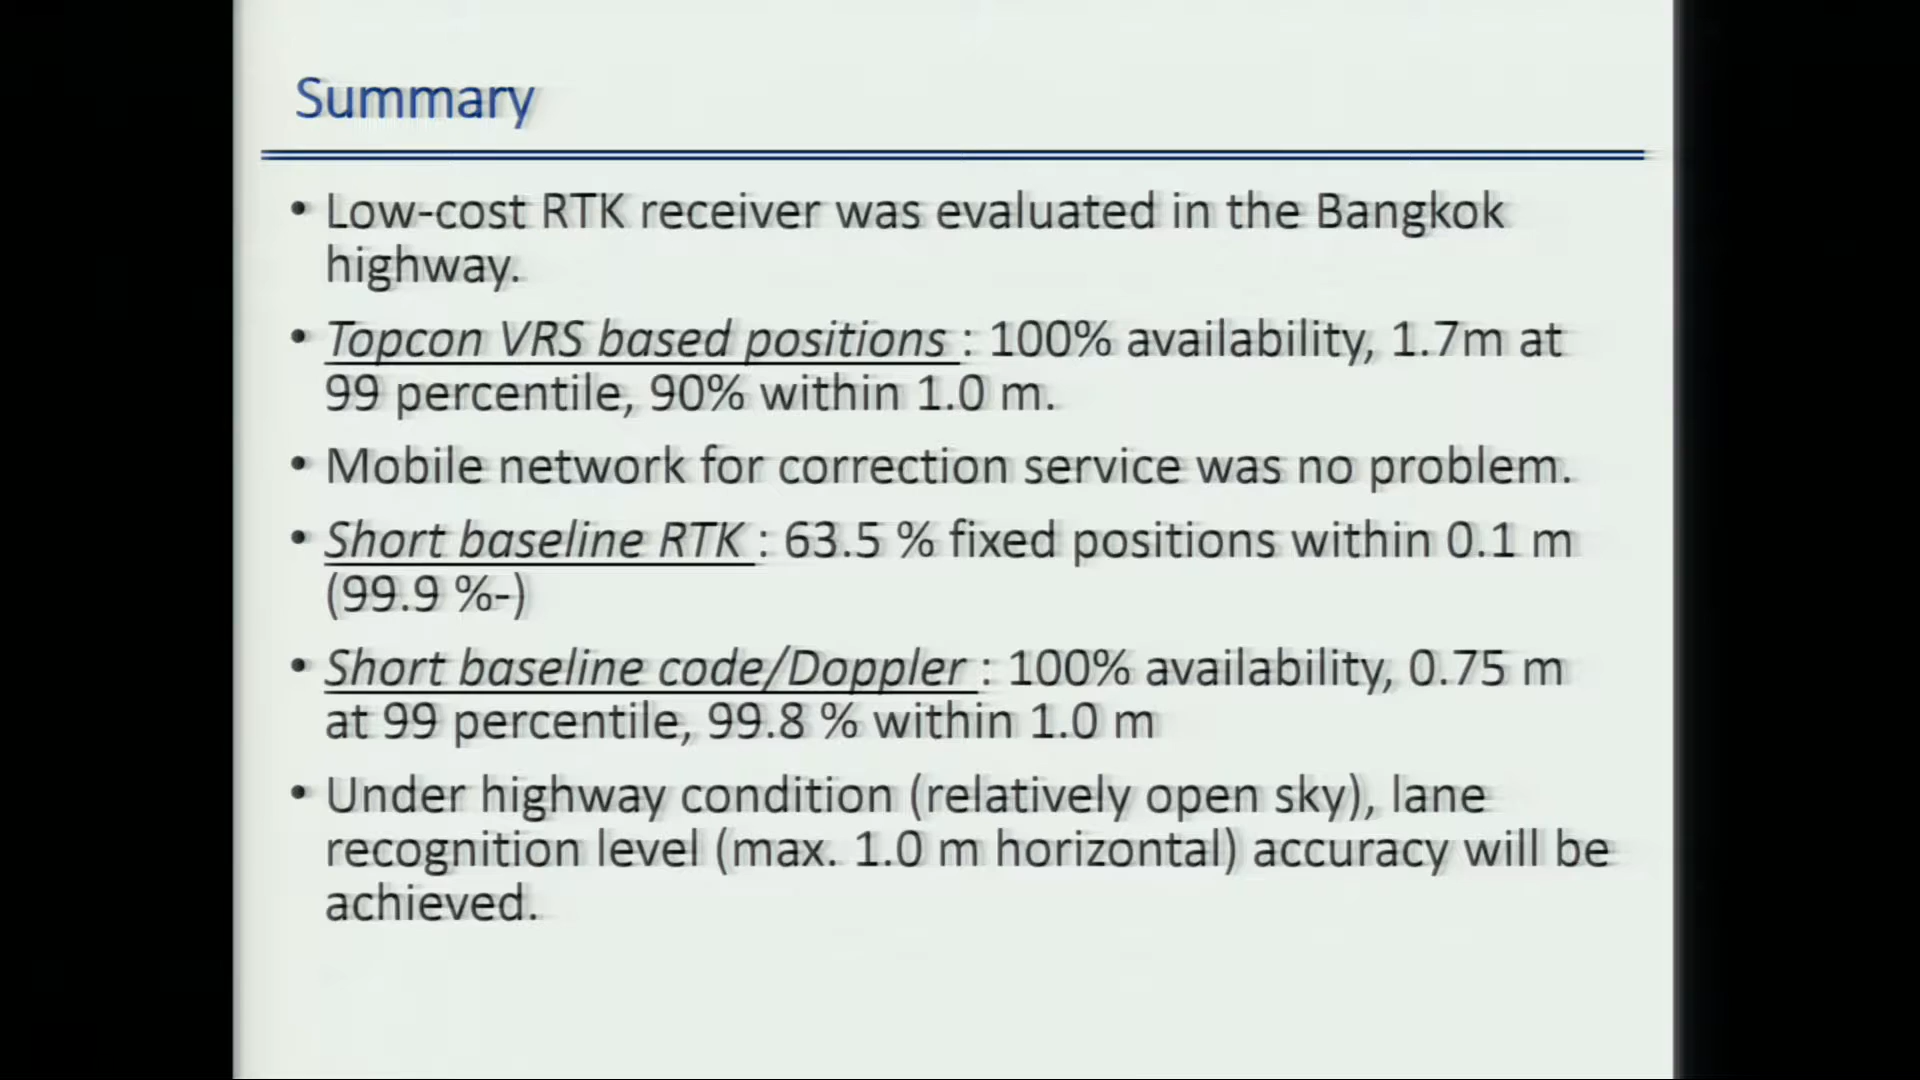 Summary
• Low-cost RTK receiver was evaluated in the Bangkok
highway.
• Topcon VRS based positions : 100% availability, 1.7m at
99 percentile, 90% within 1.0 m.
• Mobile network for correction service was no problem.
• Short baseline RTK : 63.5 % fixed positions within 0.1 m
(99.9 %-)
• Short baseline code/Doppler : 100% availability, 0.75 m
at 99 percentile, 99.8 % within 1.0 m
• Under highway condition (relatively open sky), lane
recognition level (max. 1.0 m horizontal) accuracy will be
achieved.